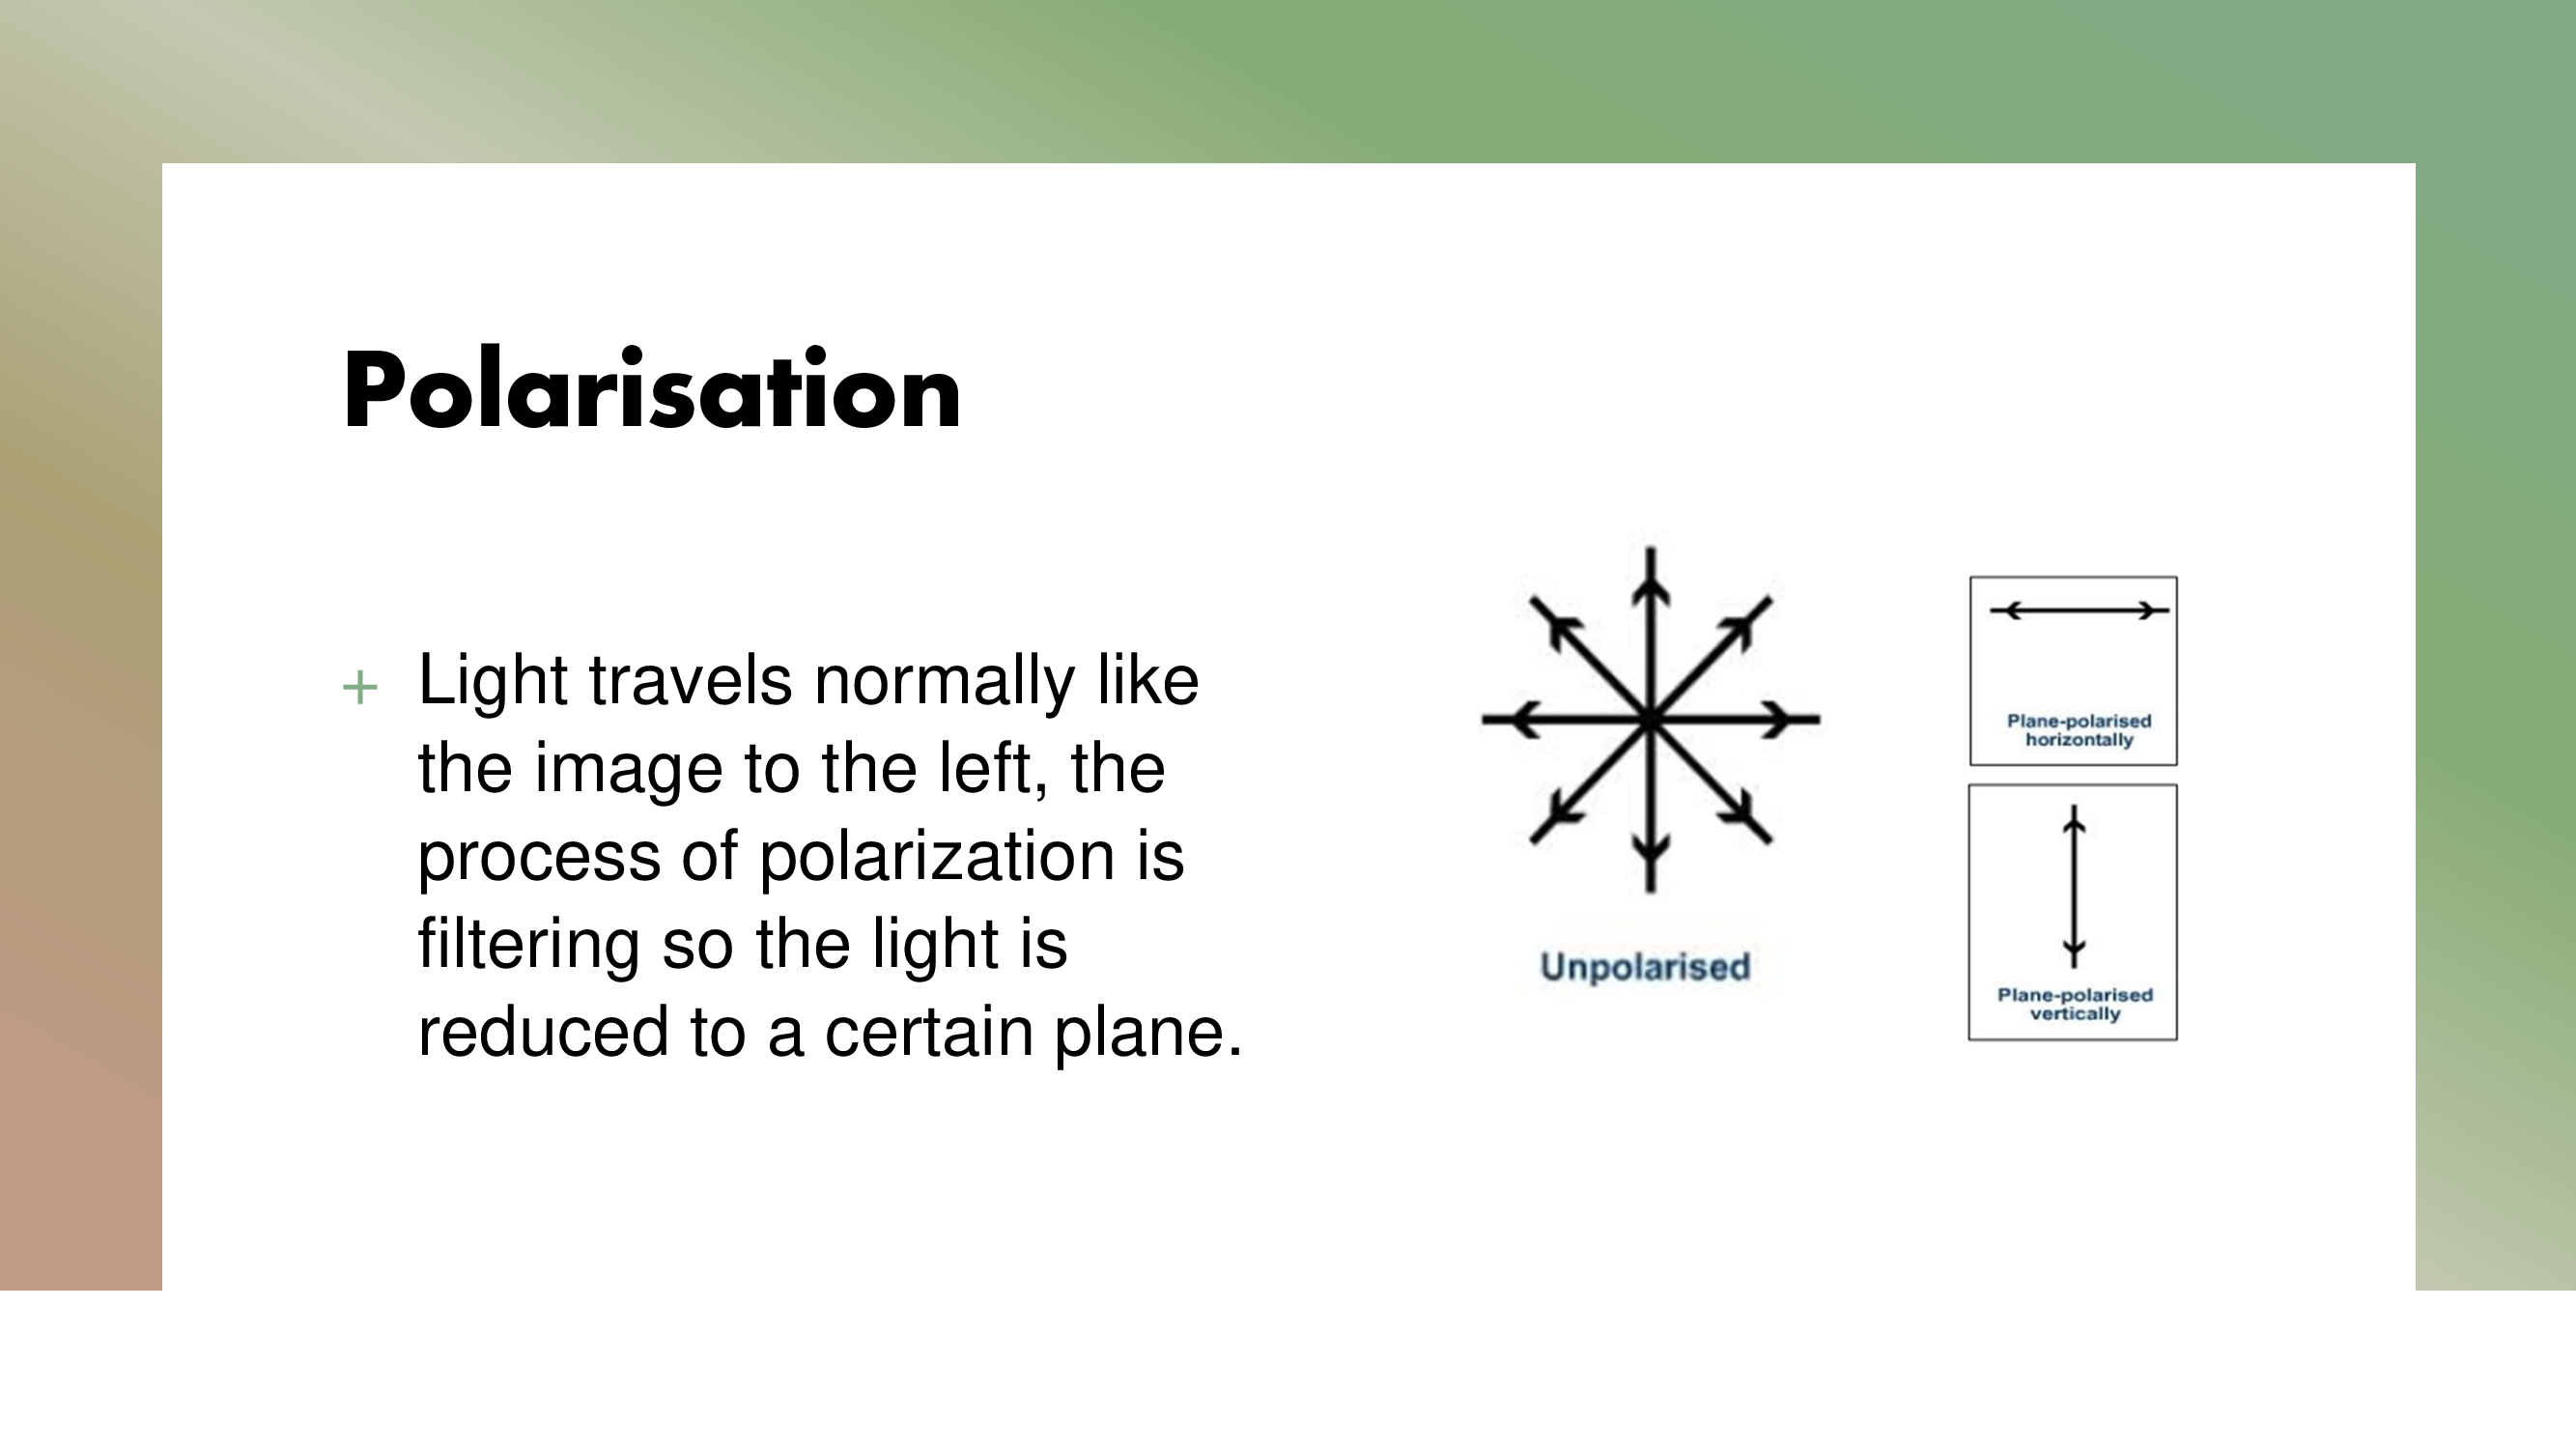 Polarisation
+ Light travels normally like
the image to the left, the
process of polarization is
filtering so the light is
reduced to a certain plane.
Unpolarised
Plane-polarised
horizontally
Plane-polarised
vertically